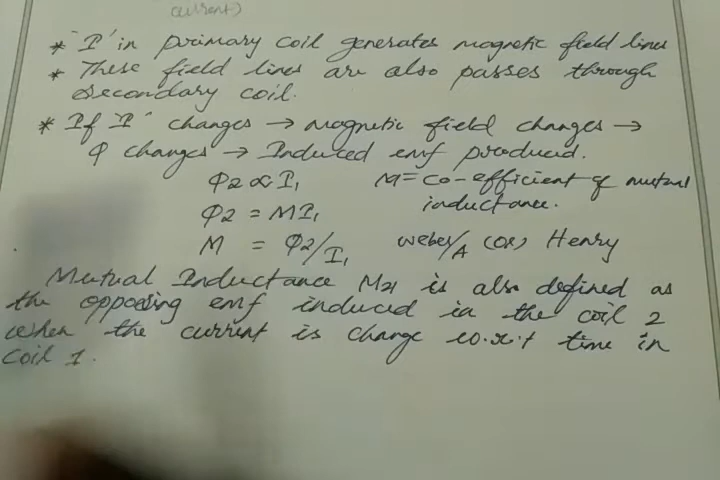 current)
* 'I' in primary coil generates magnetic field lines
* These field lines are also passes through
secondary coil.
* If 'I' changes → magnetic field changes →
φ changes → Induced emf produced.
φ2 ∝ I₁ M = co-efficient of mutual
inductance.
φ2 = MI₁
M = φ2/I₁ weber/A (or) Henry
Mutual Inductance M21 is also defined as
the opposing emf induced in the coil 2
when the current is change w.r.t time in
coil 1.